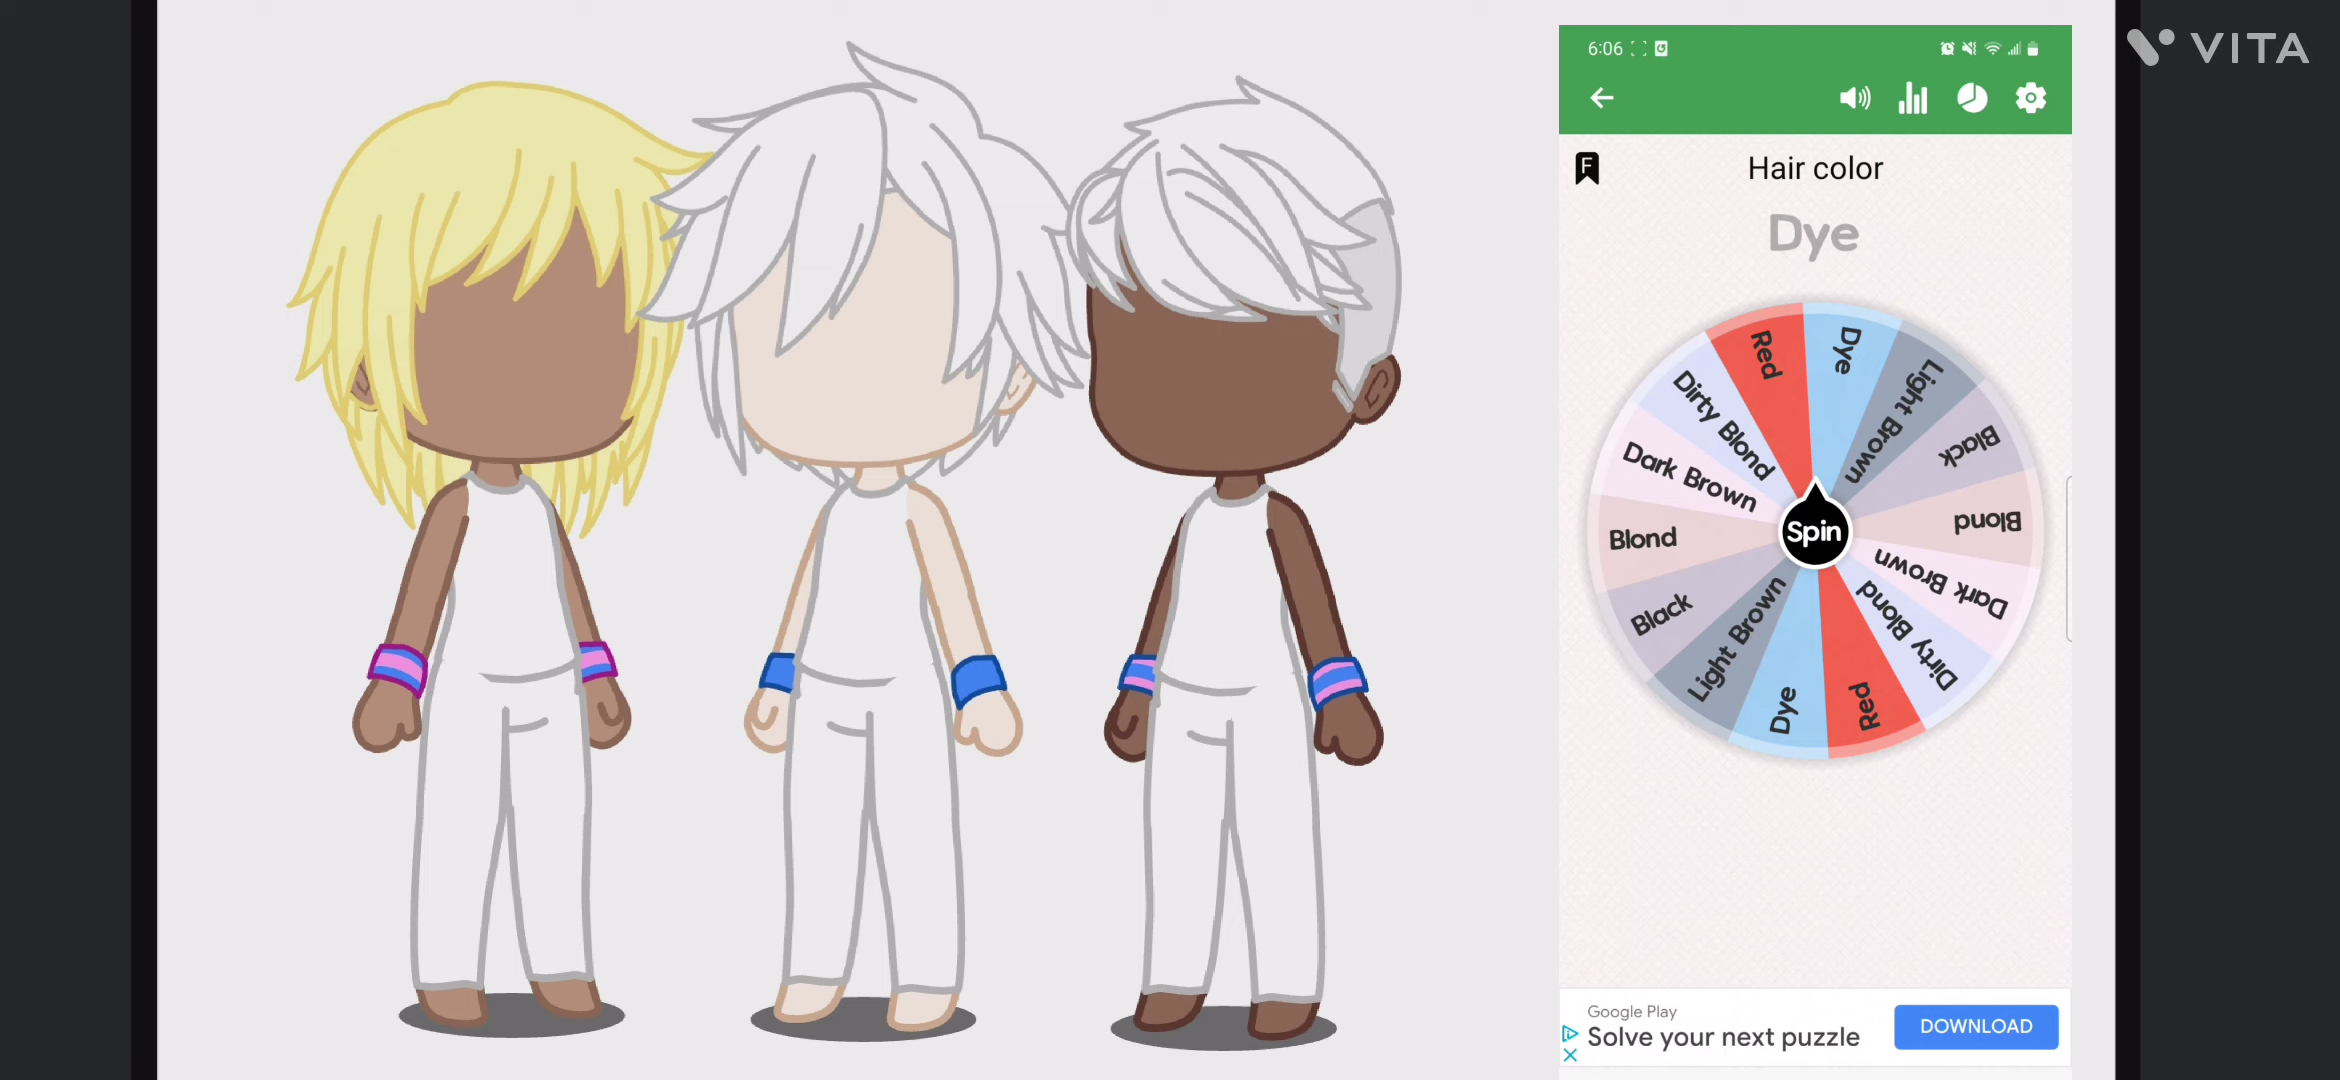 6:06
VITA
F
Hair color
Dye
Red
Dye
Light Brown
Black
Blond
Dark Brown
Dirty Blond
Red
Dye
Light Brown
Black
Blond
Dark Brown
Dirty Blond
Spin
Google Play
Solve your next puzzle
DOWNLOAD